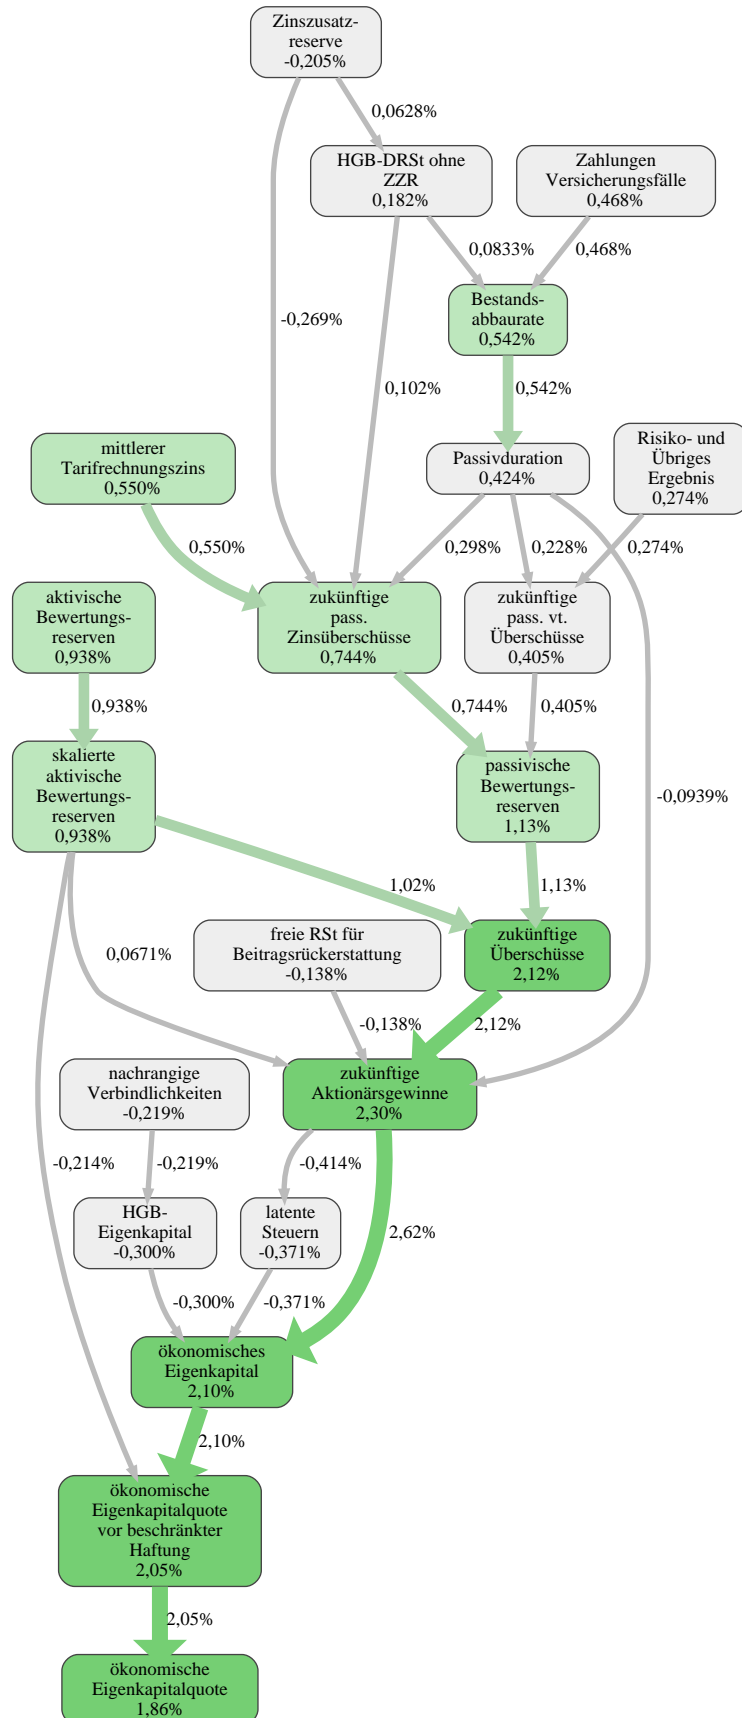 Zinszusatz-
reserve
-0,205%
0,0628%
HGB-DRSt ohne
ZZR
0,182%
Zahlungen
Versicherungsfälle
0,468%
0,0833%
0,468%
Bestands-
abbaurate
0,542%
-0,269%
0,102%
0,542%
mittlerer
Tarifrechnungszins
0,550%
Passivduration
0,424%
Risiko- und
Übriges
Ergebnis
0,274%
0,550%
0,298%
0,228%
0,274%
aktivische
Bewertungs-
reserven
0,938%
zukünftige
pass.
Zinsüberschüsse
0,744%
zukünftige
pass. vt.
Überschüsse
0,405%
0,938%
0,744%
0,405%
skalierte
aktivische
Bewertungs-
reserven
0,938%
passivische
Bewertungs-
reserven
1,13%
-0,0939%
1,02%
1,13%
0,0671%
freie RSt für
Beitragsrückerstattung
-0,138%
zukünftige
Überschüsse
2,12%
-0,138%
2,12%
nachrangige
Verbindlichkeiten
-0,219%
zukünftige
Aktionärsgewinne
2,30%
-0,214%
-0,219%
-0,414%
2,62%
HGB-
Eigenkapital
-0,300%
latente
Steuern
-0,371%
-0,300%
-0,371%
ökonomisches
Eigenkapital
2,10%
2,10%
ökonomische
Eigenkapitalquote
vor beschränkter
Haftung
2,05%
2,05%
ökonomische
Eigenkapitalquote
1,86%